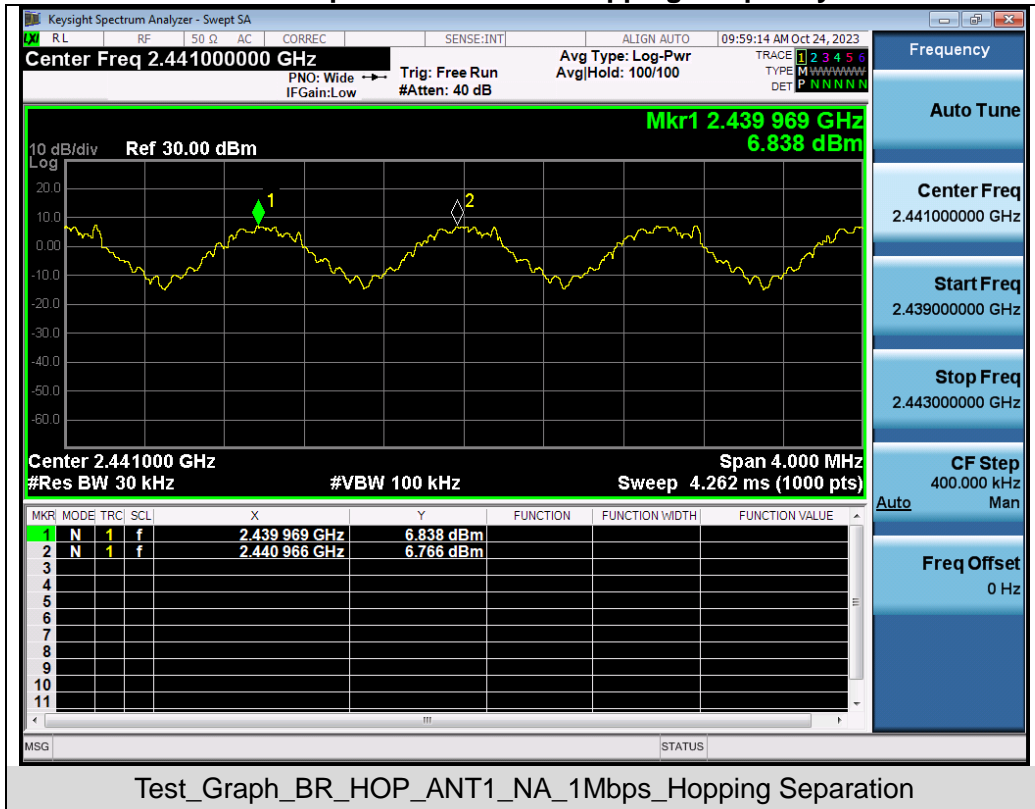 Keysight Spectrum Analyzer - Swept SA
LXI RL RF 50 Ω AC CORREC SENSE:INT ALIGN AUTO 09:59:14 AM Oct 24, 2023
Center Freq 2.441000000 GHz
PNO: Wide
IFGain:Low
Trig: Free Run
#Atten: 40 dB
Avg Type: Log-Pwr
Avg|Hold: 100/100
TRACE 1 2 3 4 5 6
TYPE M WWWWW
DET P N N N N N
Mkr1 2.439 969 GHz
6.838 dBm
10 dB/div Ref 30.00 dBm
Log
20.0
10.0
0.00
-10.0
-20.0
-30.0
-40.0
-50.0
-60.0
1
2
Center 2.441000 GHz Span 4.000 MHz
#Res BW 30 kHz #VBW 100 kHz Sweep 4.262 ms (1000 pts)
MKR MODE TRC SCL X Y FUNCTION FUNCTION WIDTH FUNCTION VALUE
1 N 1 f 2.439 969 GHz 6.838 dBm
2 N 1 f 2.440 966 GHz 6.766 dBm
3
4
5
6
7
8
9
10
11
MSG STATUS
Frequency
Auto Tune
Center Freq
2.441000000 GHz
Start Freq
2.439000000 GHz
Stop Freq
2.443000000 GHz
CF Step
400.000 kHz
Auto Man
Freq Offset
0 Hz
Test_Graph_BR_HOP_ANT1_NA_1Mbps_Hopping Separation